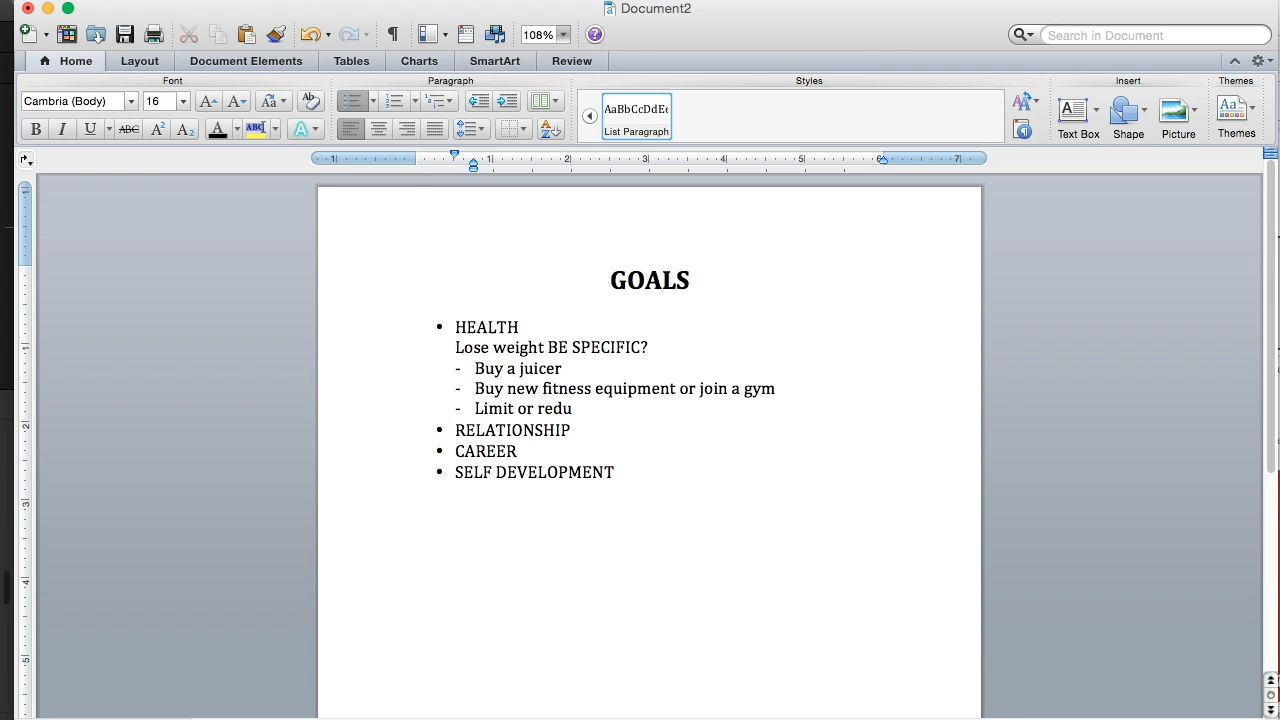 Document2
108%
Search in Document
Home Layout Document Elements Tables Charts SmartArt Review
Font Paragraph Styles Insert Themes
Cambria (Body) 16
AaBbCcDdEe
List Paragraph
Text Box Shape Picture Themes
GOALS
• HEALTH
Lose weight BE SPECIFIC?
- Buy a juicer
- Buy new fitness equipment or join a gym
- Limit or redu
• RELATIONSHIP
• CAREER
• SELF DEVELOPMENT